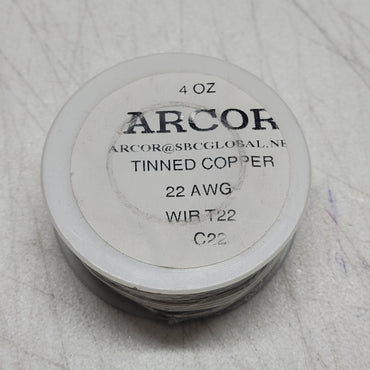 4 OZ
ARCOR
ARCOR@SBCGLOBAL.NE
TINNED COPPER
22 AWG
WIR T22
C22